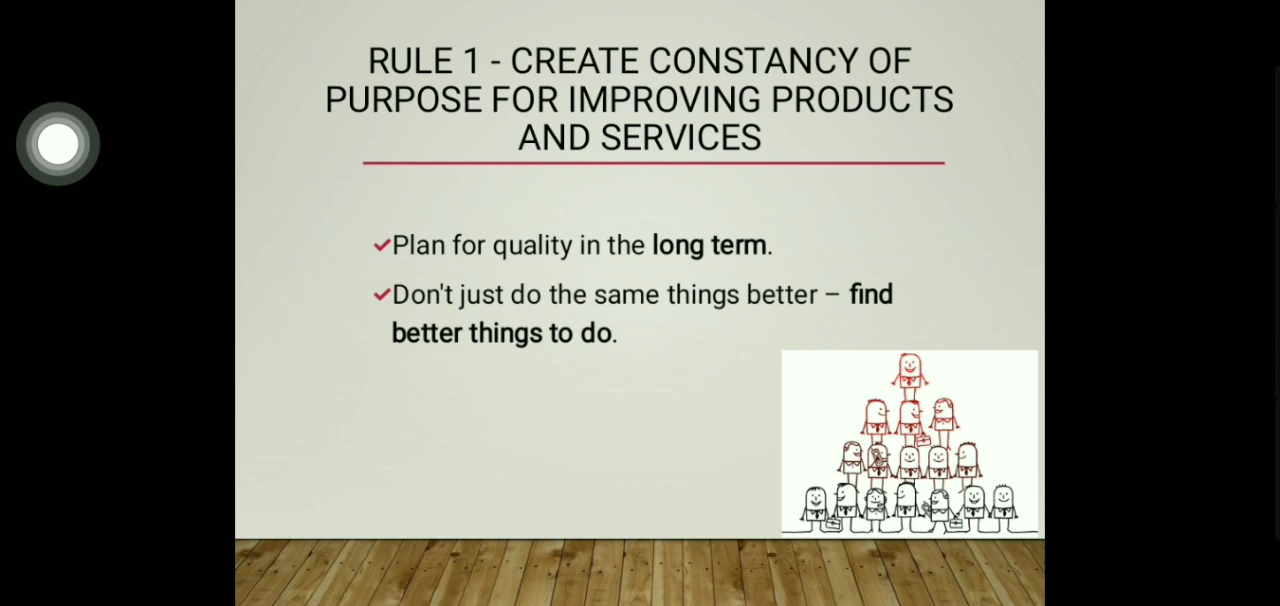 RULE 1 - CREATE CONSTANCY OF
PURPOSE FOR IMPROVING PRODUCTS
AND SERVICES
✔Plan for quality in the long term.
✔Don't just do the same things better – find
better things to do.